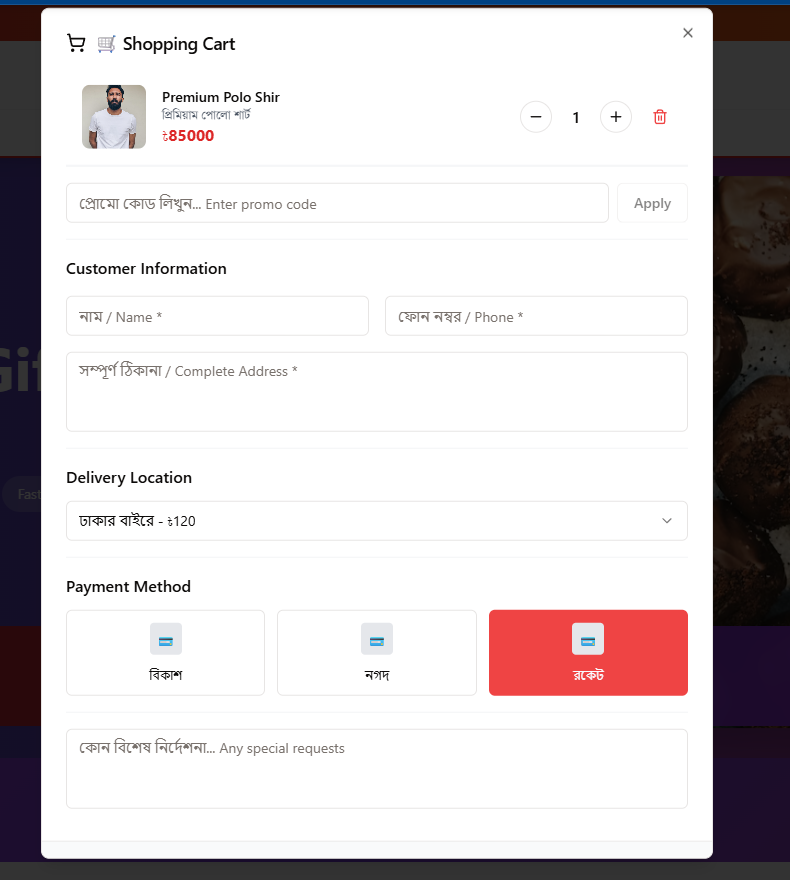 🛒 Shopping Cart
Premium Polo Shir
প্রিমিয়াম পোলো শার্ট
৳85000
1
প্রোমো কোড লিখুন... Enter promo code
Apply
Customer Information
নাম / Name *
ফোন নম্বর / Phone *
সম্পূর্ণ ঠিকানা / Complete Address *
Delivery Location
ঢাকার বাইরে - ৳120
Payment Method
বিকাশ
নগদ
রকেট
কোন বিশেষ নির্দেশনা... Any special requests
Gif
Fast